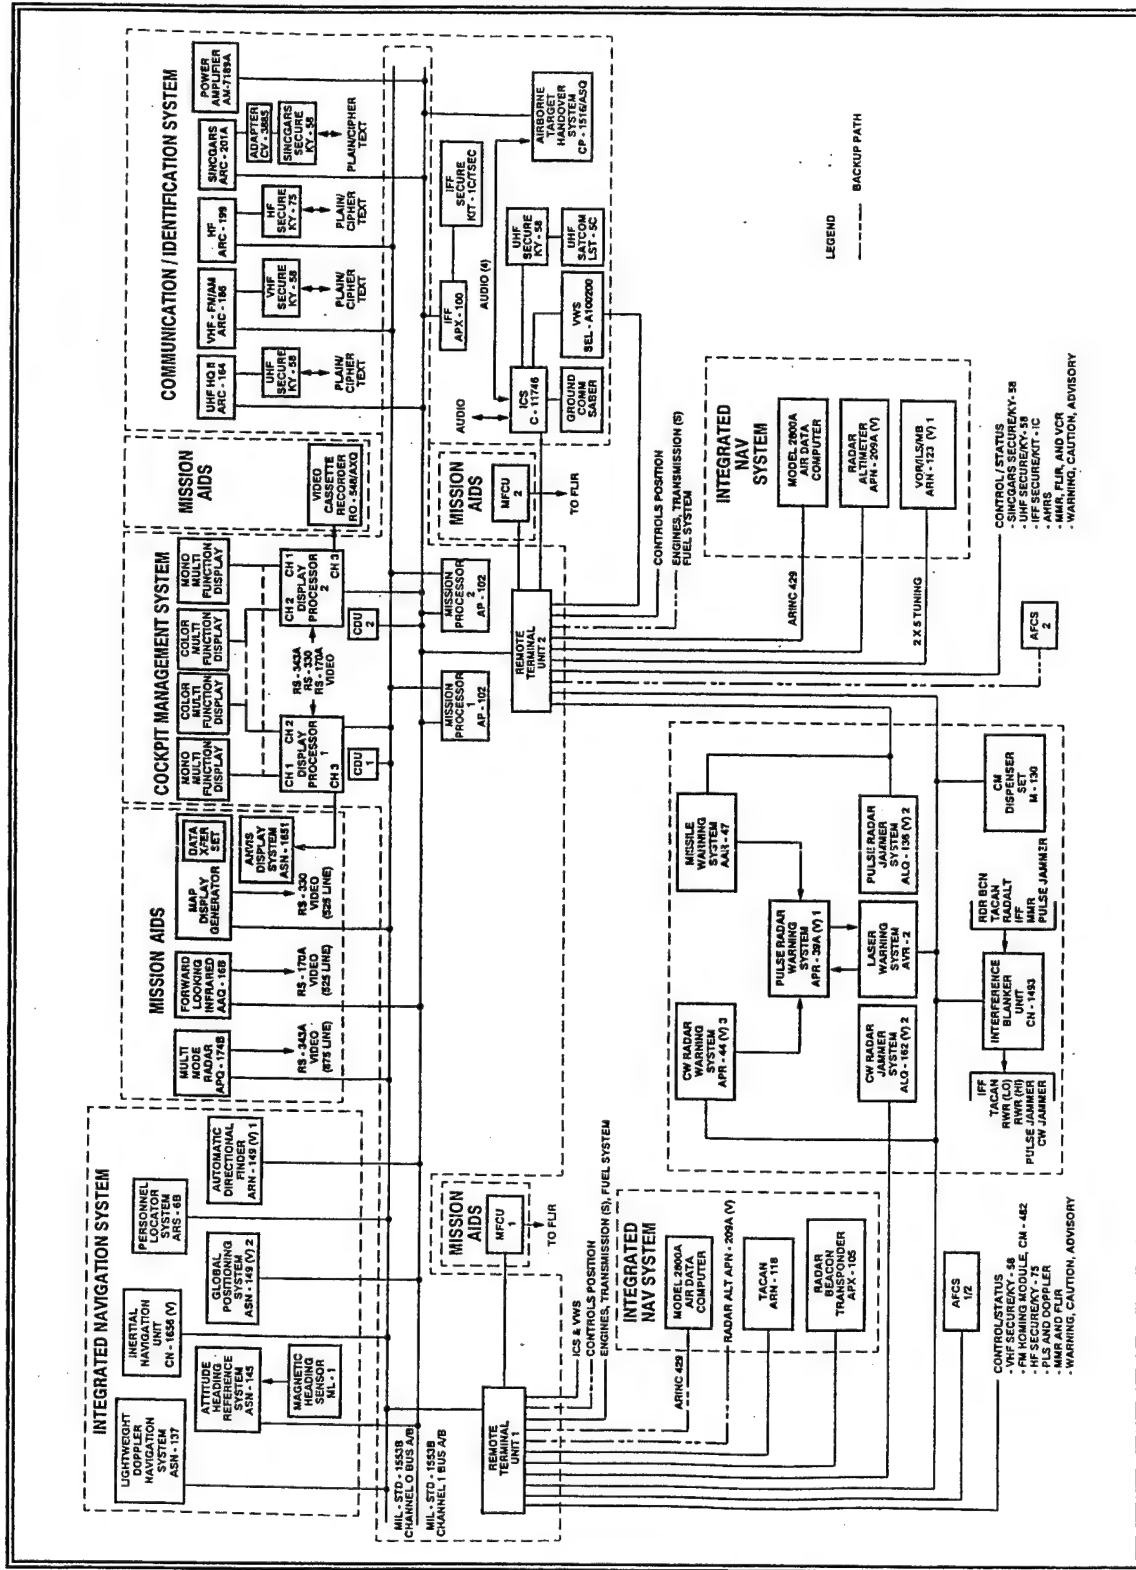 INTEGRATED NAVIGATION SYSTEM
LIGHTWEIGHT
DOPPLER
NAVIGATION
SYSTEM
ASN - 137
INERTIAL
NAVIGATION
UNIT
CN - 1656 (V)
PERSONNEL
LOCATOR
SYSTEM
ARS - 6B
ATTITUDE
HEADING
REFERENCE
SYSTEM
ASN - 145
GLOBAL
POSITIONING
SYSTEM
ASN - 149 (V) 2
AUTOMATIC
DIRECTIONAL
FINDER
ARN - 149 (V) 1
MAGNETIC
HEADING
SENSOR
ML - 1
MISSION AIDS
MULTI
MODE
RADAR
APQ - 174B
FORWARD
LOOKING
INFRARED
AAQ - 16B
MAP
DISPLAY
GENERATOR
DATA
XFER
SET
ANVIS
DISPLAY
SYSTEM
ASN - 1651
RS - 343A
VIDEO
(875 LINE)
RS - 170A
VIDEO
(525 LINE)
RS - 330
VIDEO
(525 LINE)
COCKPIT MANAGEMENT SYSTEM
MONO
MULTI
FUNCTION
DISPLAY
COLOR
MULTI
FUNCTION
DISPLAY
COLOR
MULTI
FUNCTION
DISPLAY
MONO
MULTI
FUNCTION
DISPLAY
CH 1 CH 2
DISPLAY
PROCESSOR
1
CH 3
RS - 343A
RS - 330
RS - 170A
VIDEO
CH 2 CH 1
DISPLAY
PROCESSOR
2
CH 3
CDU
1
CDU
2
MISSION
AIDS
VIDEO
CASSETTE
RECORDER
RO - 548/AXQ
COMMUNICATION / IDENTIFICATION SYSTEM
UHF HQ II
ARC - 164
VHF - FM/AM
ARC - 186
HF
ARC - 199
SINCGARS
ARC - 201A
POWER
AMPLIFIER
AM-7189A
UHF
SECURE
KY - 58
VHF
SECURE
KY - 58
HF
SECURE
KY - 75
ADAPTER
CV - 3885
SINCGARS
SECURE
KY - 58
PLAIN/
CIPHER
TEXT
PLAIN/
CIPHER
TEXT
PLAIN/
CIPHER
TEXT
PLAIN/CIPHER
TEXT
MIL - STD - 1553B
CHANNEL O BUS A/B
MIL - STD - 1553B
CHANNEL 1 BUS A/B
MISSION
AIDS
MFCU
1
TO FLIR
MISSION
PROCESSOR
1
AP - 102
MISSION
PROCESSOR
2
AP - 102
MISSION
AIDS
MFCU
2
TO FLIR
IFF
APX - 100
IFF
SECURE
KIT - 1C/TSEC
AUDIO
AUDIO (4)
ICS
C - 11746
GROUND
COMM
SABER
UHF
SECURE
KY - 58
VWS
SEL - A100200
UHF
SATCOM
LST - 5C
AIRBORNE
TARGET
HANDOVER
SYSTEM
CP - 1516/ASQ
REMOTE
TERMINAL
UNIT 1
REMOTE
TERMINAL
UNIT 2
ICS & VWS
CONTROLS POSITION
ENGINES, TRANSMISSION (S), FUEL SYSTEM
CONTROLS POSITION
ENGINES, TRANSMISSION (S)
FUEL SYSTEM
LEGEND
BACKUP PATH
INTEGRATED
NAV SYSTEM
ARINC 429
MODEL 2800A
AIR DATA
COMPUTER
RADAR ALT APN - 209A (V)
TACAN
ARN - 118
RADAR
BEACON
TRANSPONDER
APX - 105
AFCS
1/2
CONTROL/STATUS
- VHF SECURE/KY - 58
- FM HOMING MODULE, CM - 482
- HF SECURE/KY - 75
- PLS AND DOPPLER
- MMR AND FLIR
- WARNING, CAUTION, ADVISORY
CW RADAR
WARNING
SYSTEM
APR - 44 (V) 3
PULSE RADAR
WARNING
SYSTEM
APR - 39A (V) 1
MISSILE
WARNING
SYSTEM
AAR - 47
CW RADAR
JAMMER
SYSTEM
ALQ - 162 (V) 2
LASER
WARNING
SYSTEM
AVR - 2
PULSE RADAR
JAMMER
SYSTEM
ALQ - 136 (V) 2
IFF
TACAN
RWR (LO)
RWR (HI)
PULSE JAMMER
CW JAMMER
INTERFERENCE
BLANKER
UNIT
CN - 1493
RDR BCN
TACAN
RADALT
IFF
MMR
PULSE JAMMER
CM
DISPENSER
SET
M - 130
INTEGRATED
NAV
SYSTEM
ARINC 429
MODEL 2800A
AIR DATA
COMPUTER
RADAR
ALTIMETER
APN - 209A (V)
2 X 5 TUNING
VOR/ILS/MB
ARN - 123 (V) 1
AFCS
2
CONTROL / STATUS
- SINCGARS SECURE/KY- 58
- UHF SECURE/KY- 58
- IFF SECURE/KIT - IC
- AHRS
- MMR, FLIR, AND VCR
- WARNING, CAUTION, ADVISORY